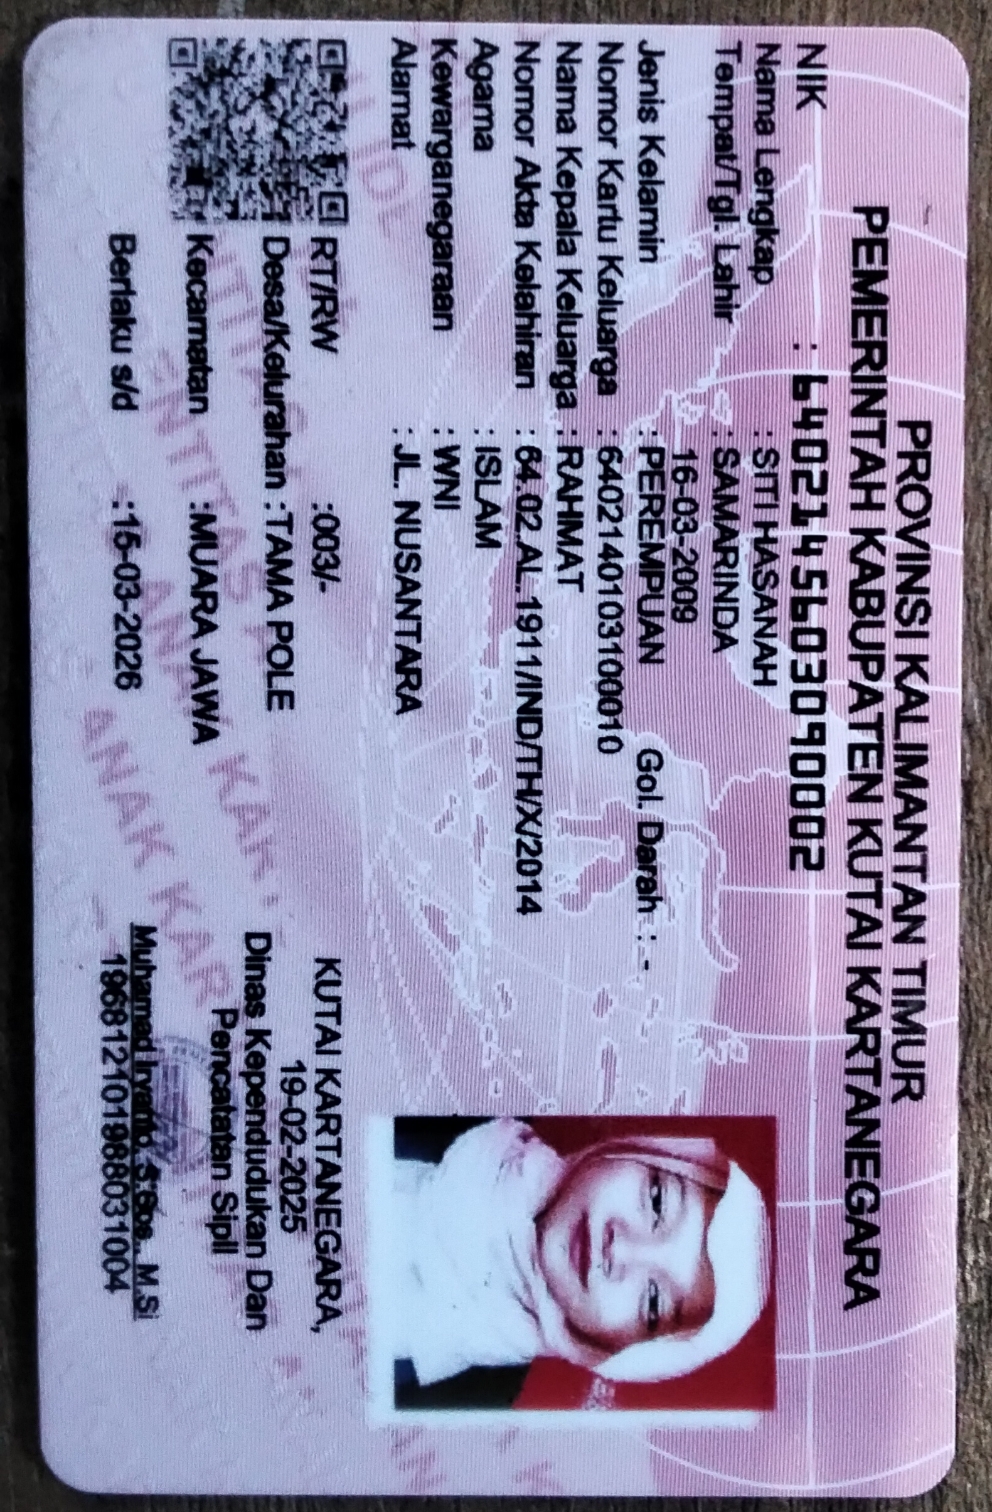 PROVINSI KALIMANTAN TIMUR
PEMERINTAH KABUPATEN KUTAI KARTANEGARA
NIK : 6402145603090002
Nama Lengkap : SITI HASANAH
Tempat/Tgl. Lahir : SAMARINDA
16-03-2009
Jenis Kelamin : PEREMPUAN Gol. Darah : -
Nomor Kartu Keluarga : 6402140103100010
Nama Kepala Keluarga : RAHMAT
Nomor Akta Kelahiran : 64.02.AL.1911/IND/TH/X/2014
Agama : ISLAM
Kewarganegaraan : WNI
Alamat : JL. NUSANTARA
RT/RW :003/-
Desa/Kelurahan :TAMA POLE
Kecamatan :MUARA JAWA
Berlaku s/d :15-03-2026
KUTAI KARTANEGARA,
19-02-2025
Dinas Kependudukan Dan
Pencatatan Sipil
Muhamad Iryanto, S.Sos., M.Si
196812101988031004